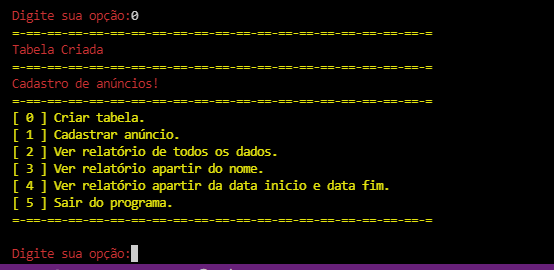 Digite sua opção:0
=-==-==-==-==-==-==-==-==-==-==-==-==-==-==-==-==-==-==-==-=
Tabela Criada
=-==-==-==-==-==-==-==-==-==-==-==-==-==-==-==-==-==-==-==-=
Cadastro de anúncios!
=-==-==-==-==-==-==-==-==-==-==-==-==-==-==-==-==-==-==-==-=
[ 0 ] Criar tabela.
[ 1 ] Cadastrar anúncio.
[ 2 ] Ver relatório de todos os dados.
[ 3 ] Ver relatório apartir do nome.
[ 4 ] Ver relatório apartir da data inicio e data fim.
[ 5 ] Sair do programa.
=-==-==-==-==-==-==-==-==-==-==-==-==-==-==-==-==-==-==-==-=
Digite sua opção: